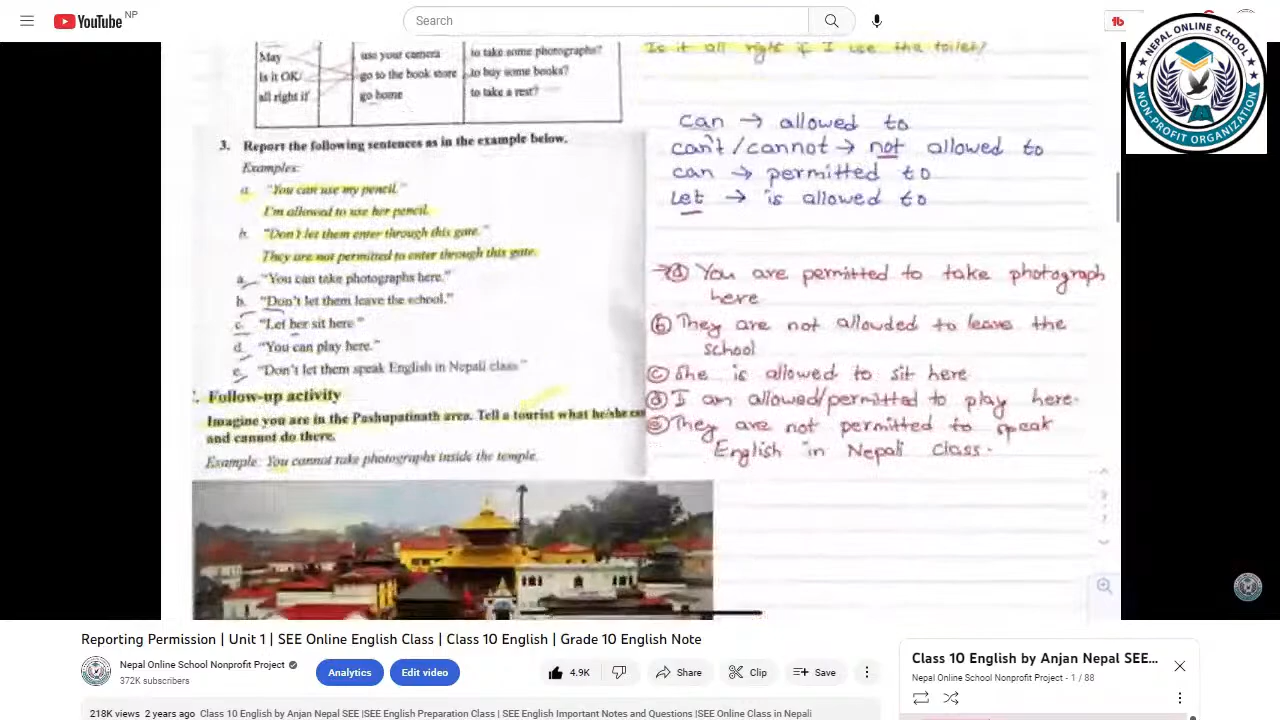 YouTube NP
Search
NEPAL ONLINE SCHOOL
NON-PROFIT ORGANIZATION
May
Is it OK/
all right if
use your camera
go to the book store
go home
to take some photographs?
to buy some books?
to take a rest?
Is it all right if I use the toilet?
3. Report the following sentences as in the example below.
Examples:
a. "You can use my pencil."
I'm allowed to use her pencil.
b. "Don't let them enter through this gate."
They are not permitted to enter through this gate.
a. "You can take photographs here."
b. "Don't let them leave the school."
c. "Let her sit here"
d. "You can play here."
e. "Don't let them speak English in Nepali class"
Follow-up activity
Imagine you are in the Pashupatinath area. Tell a tourist what he/she can
and cannot do there.
Example: You cannot take photographs inside the temple.
can → allowed to
can't/cannot → not allowed to
can → permitted to
Let → is allowed to
→ⓐ You are permitted to take photograph
here
ⓑ They are not allowded to leave the
school
ⓒ She is allowed to sit here
ⓓ I am allowed/permitted to play here.
ⓔ They are not permitted to speak
English in Nepali class.
Reporting Permission | Unit 1 | SEE Online English Class | Class 10 English | Grade 10 English Note
Nepal Online School Nonprofit Project
372K subscribers
Analytics
Edit video
4.9K
Share
Clip
Save
218K views 2 years ago Class 10 English by Anjan Nepal SEE |SEE English Preparation Class | SEE English Important Notes and Questions |SEE Online Class in Nepali
Class 10 English by Anjan Nepal SEE...
Nepal Online School Nonprofit Project - 1 / 88